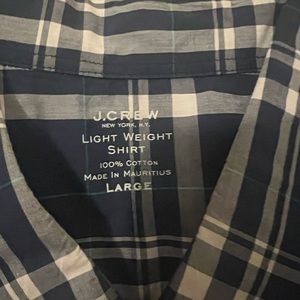 J.CREW
NEW YORK, N.Y.
LIGHT WEIGHT
SHIRT
100% COTTON
MADE IN MAURITIUS
LARGE